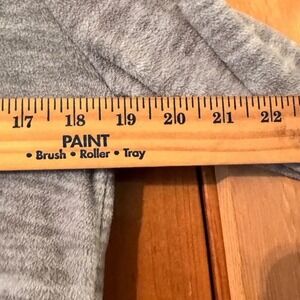 17 18 19 20 21 22
PAINT
• Brush • Roller • Tray